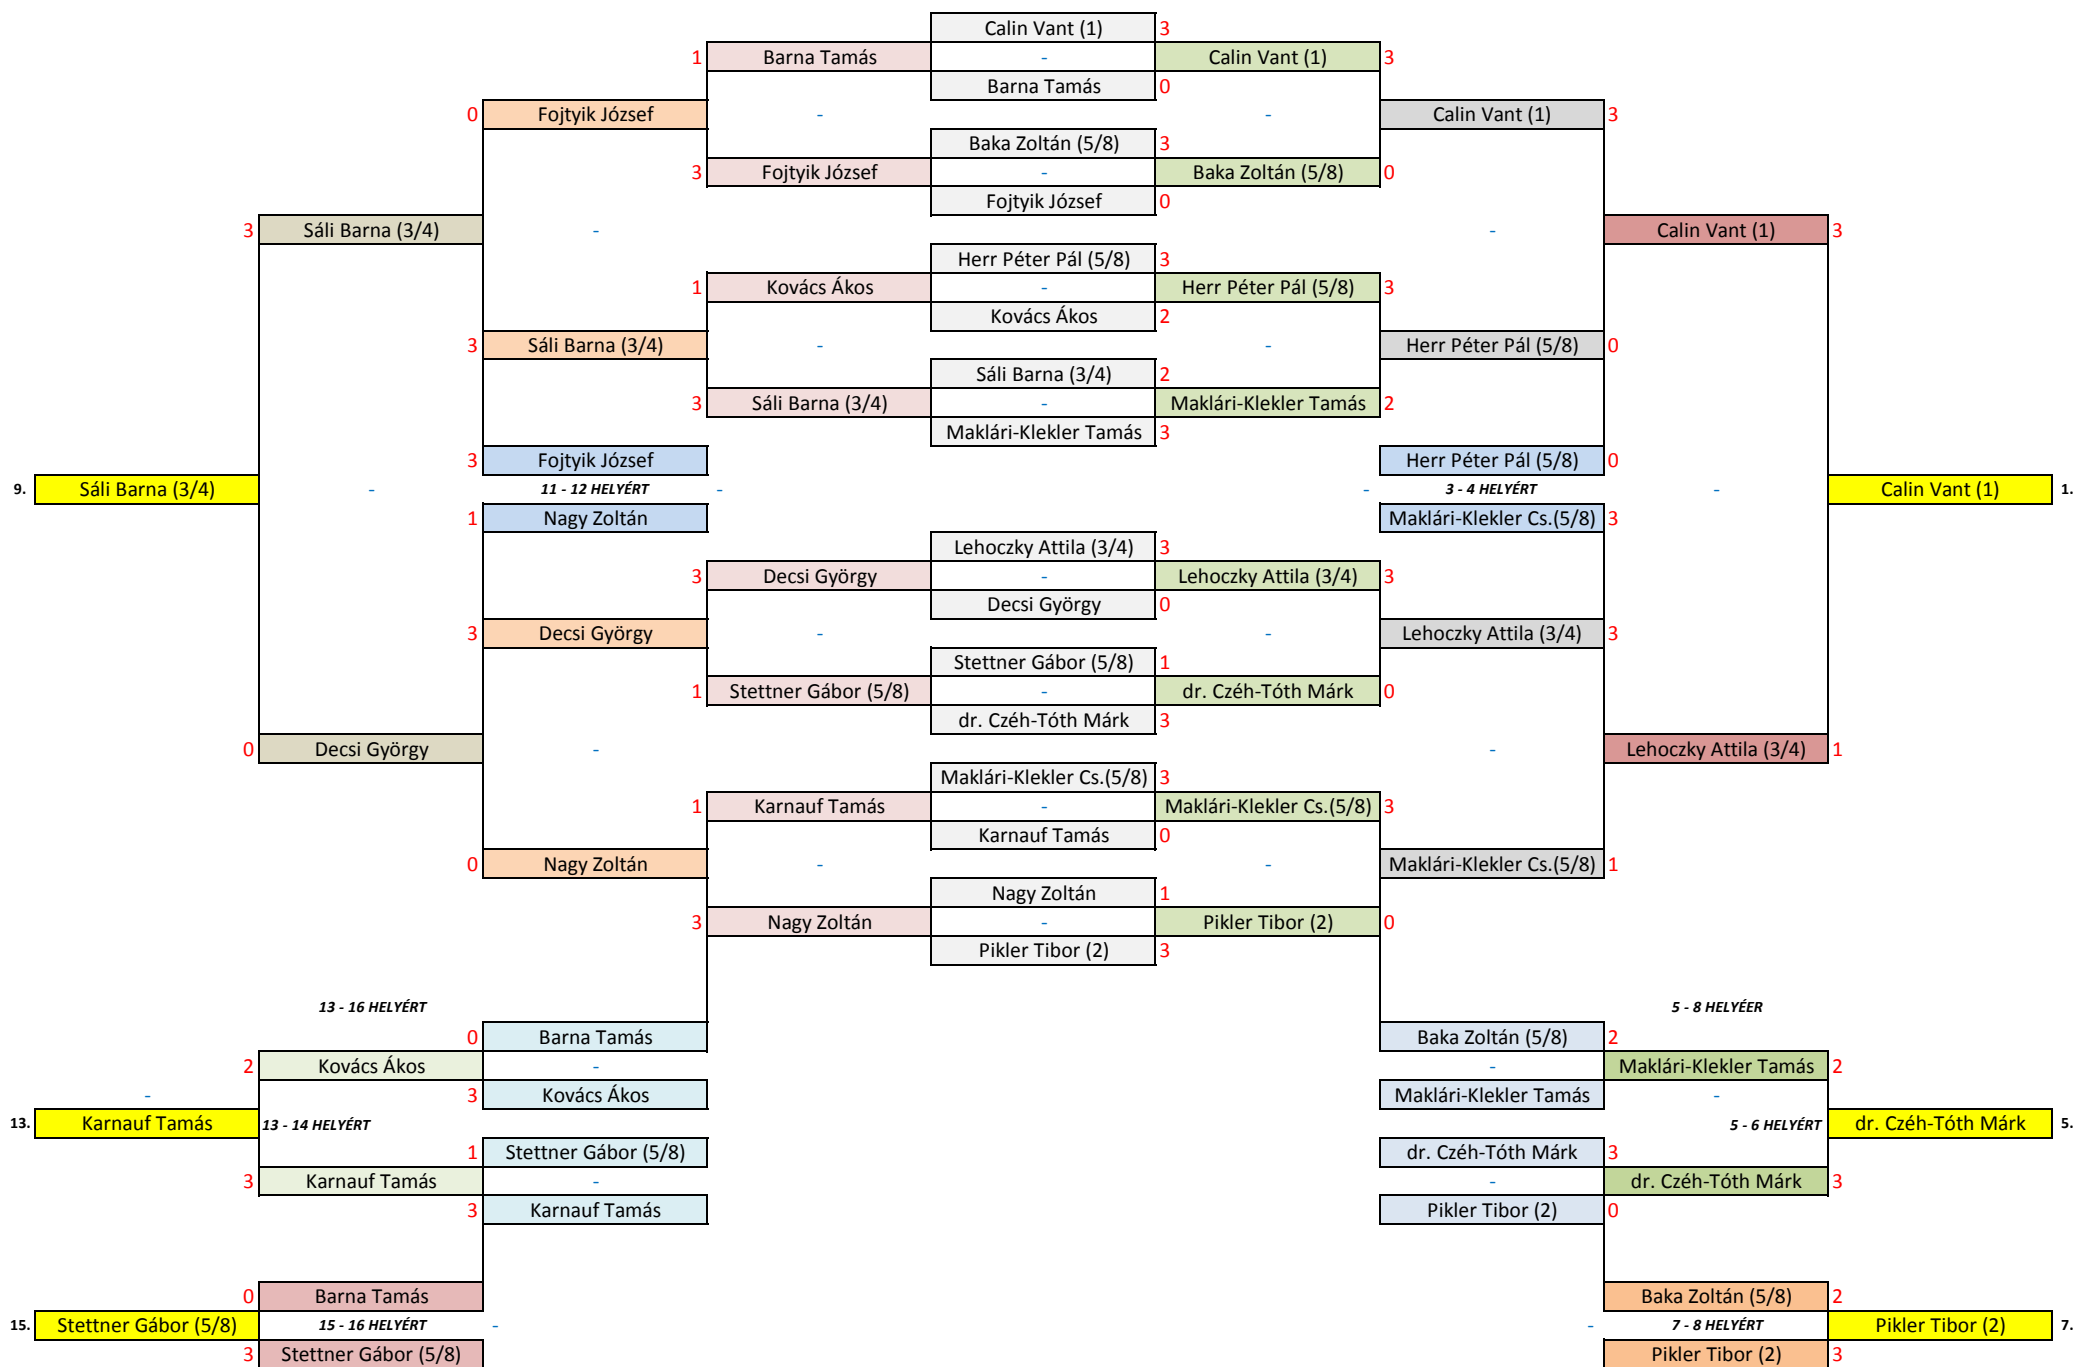 Calin Vant (1) 3
1 Barna Tamás - Calin Vant (1) 3
Barna Tamás 0
0 Fojtyik József - - Calin Vant (1) 3
Baka Zoltán (5/8) 3
3 Fojtyik József - Baka Zoltán (5/8) 0
Fojtyik József 0
3 Sáli Barna (3/4) - - Calin Vant (1) 3
Herr Péter Pál (5/8) 3
1 Kovács Ákos - Herr Péter Pál (5/8) 3
Kovács Ákos 2
3 Sáli Barna (3/4) - - Herr Péter Pál (5/8) 0
Sáli Barna (3/4) 2
3 Sáli Barna (3/4) - Maklári-Klekler Tamás 2
Maklári-Klekler Tamás 3
3 Fojtyik József Herr Péter Pál (5/8) 0
9. Sáli Barna (3/4) - 11 - 12 HELYÉRT - - 3 - 4 HELYÉRT - Calin Vant (1) 1.
1 Nagy Zoltán Maklári-Klekler Cs.(5/8) 3
Lehoczky Attila (3/4) 3
3 Decsi György - Lehoczky Attila (3/4) 3
Decsi György 0
3 Decsi György - - Lehoczky Attila (3/4) 3
Stettner Gábor (5/8) 1
1 Stettner Gábor (5/8) - dr. Czéh-Tóth Márk 0
dr. Czéh-Tóth Márk 3
0 Decsi György - - Lehoczky Attila (3/4) 1
Maklári-Klekler Cs.(5/8) 3
1 Karnauf Tamás - Maklári-Klekler Cs.(5/8) 3
Karnauf Tamás 0
0 Nagy Zoltán - - Maklári-Klekler Cs.(5/8) 1
Nagy Zoltán 1
3 Nagy Zoltán - Pikler Tibor (2) 0
Pikler Tibor (2) 3
13 - 16 HELYÉRT 5 - 8 HELYÉER
0 Barna Tamás Baka Zoltán (5/8) 2
2 Kovács Ákos - - Maklári-Klekler Tamás 2
- 3 Kovács Ákos Maklári-Klekler Tamás -
13. Karnauf Tamás 13 - 14 HELYÉRT 5 - 6 HELYÉRT dr. Czéh-Tóth Márk 5.
1 Stettner Gábor (5/8) dr. Czéh-Tóth Márk 3
3 Karnauf Tamás - - dr. Czéh-Tóth Márk 3
3 Karnauf Tamás Pikler Tibor (2) 0
0 Barna Tamás Baka Zoltán (5/8) 2
15. Stettner Gábor (5/8) 15 - 16 HELYÉRT - - 7 - 8 HELYÉRT Pikler Tibor (2) 7.
3 Stettner Gábor (5/8) Pikler Tibor (2) 3